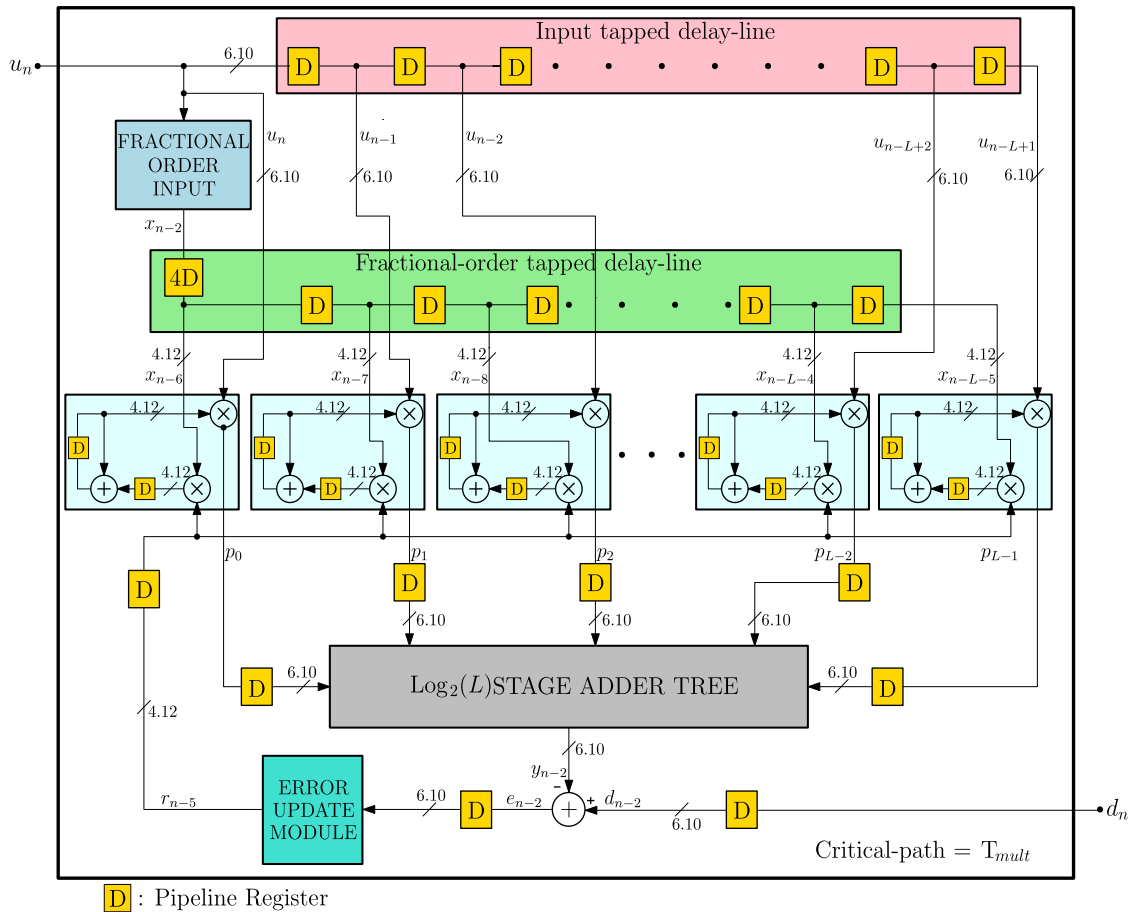 Input tapped delay-line
u_n
6.10
D D D D D
FRACTIONAL
ORDER
INPUT
u_n u_{n-1} u_{n-2} u_{n-L+2} u_{n-L+1}
6.10 6.10 6.10 6.10 6.10
x_{n-2}
Fractional-order tapped delay-line
4D
D D D D D
4.12 4.12 4.12 4.12 4.12
x_{n-6} x_{n-7} x_{n-8} x_{n-L-4} x_{n-L-5}
4.12 4.12 4.12 4.12 4.12
× × × × ×
D D D D D
4.12 4.12 4.12 4.12 4.12
+ D × + D × + D × + D × + D ×
p_0 p_1 p_2 p_{L-2} p_{L-1}
D D D D
6.10 6.10 6.10
6.10 6.10
D D
Log_2(L)STAGE ADDER TREE
4.12
6.10
y_{n-2}
-
ERROR
UPDATE
MODULE
r_{n-5}
6.10
D
e_{n-2}
+
+
d_{n-2}
6.10
D
d_n
Critical-path = T_{mult}
D : Pipeline Register